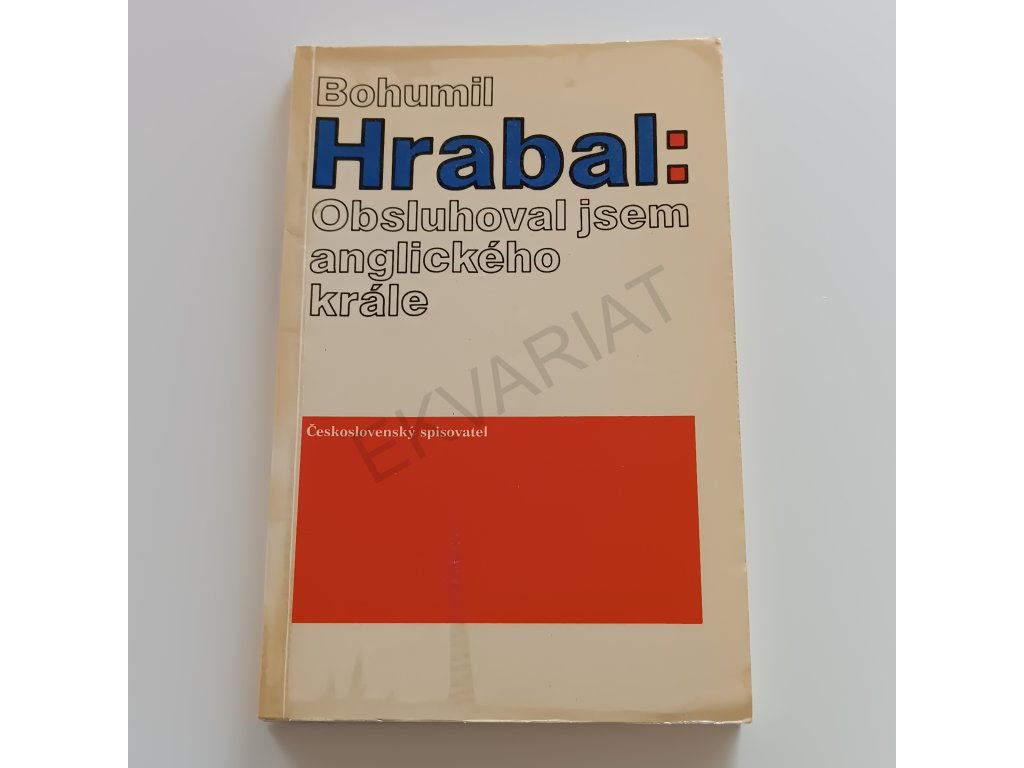 Bohumil
Hrabal:
Obsluhoval jsem
anglického
krále
EKVARIAT
Československý spisovatel